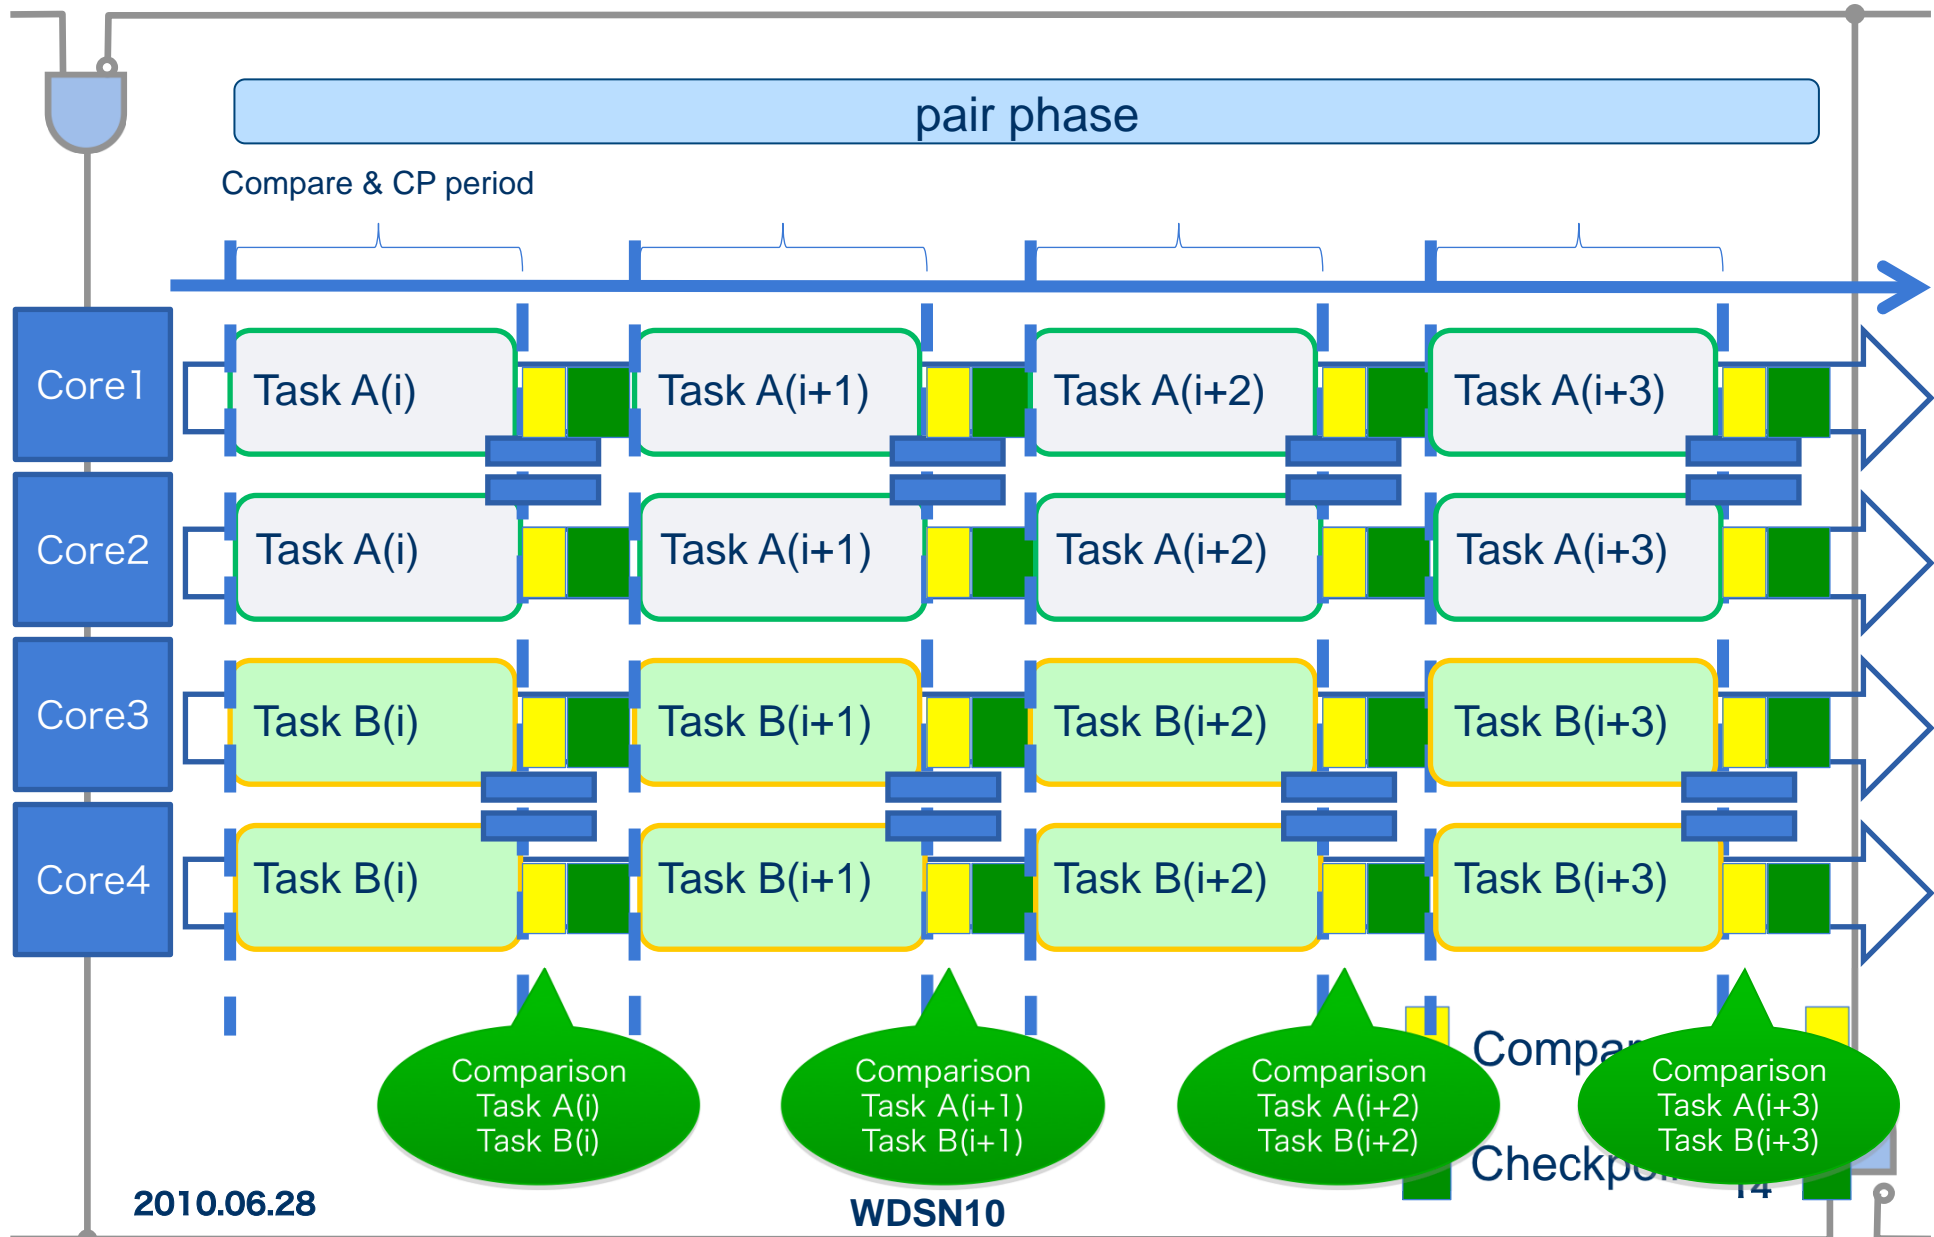 pair phase
Compare & CP period
Core1
Task A(i)
Task A(i+1)
Task A(i+2)
Task A(i+3)
Core2
Task A(i)
Task A(i+1)
Task A(i+2)
Task A(i+3)
Core3
Task B(i)
Task B(i+1)
Task B(i+2)
Task B(i+3)
Core4
Task B(i)
Task B(i+1)
Task B(i+2)
Task B(i+3)
Comparison
Task A(i)
Task B(i)
Comparison
Task A(i+1)
Task B(i+1)
Comparison
Task A(i+2)
Task B(i+2)
Comparison
Task A(i+3)
Task B(i+3)
2010.06.28
WDSN10
14